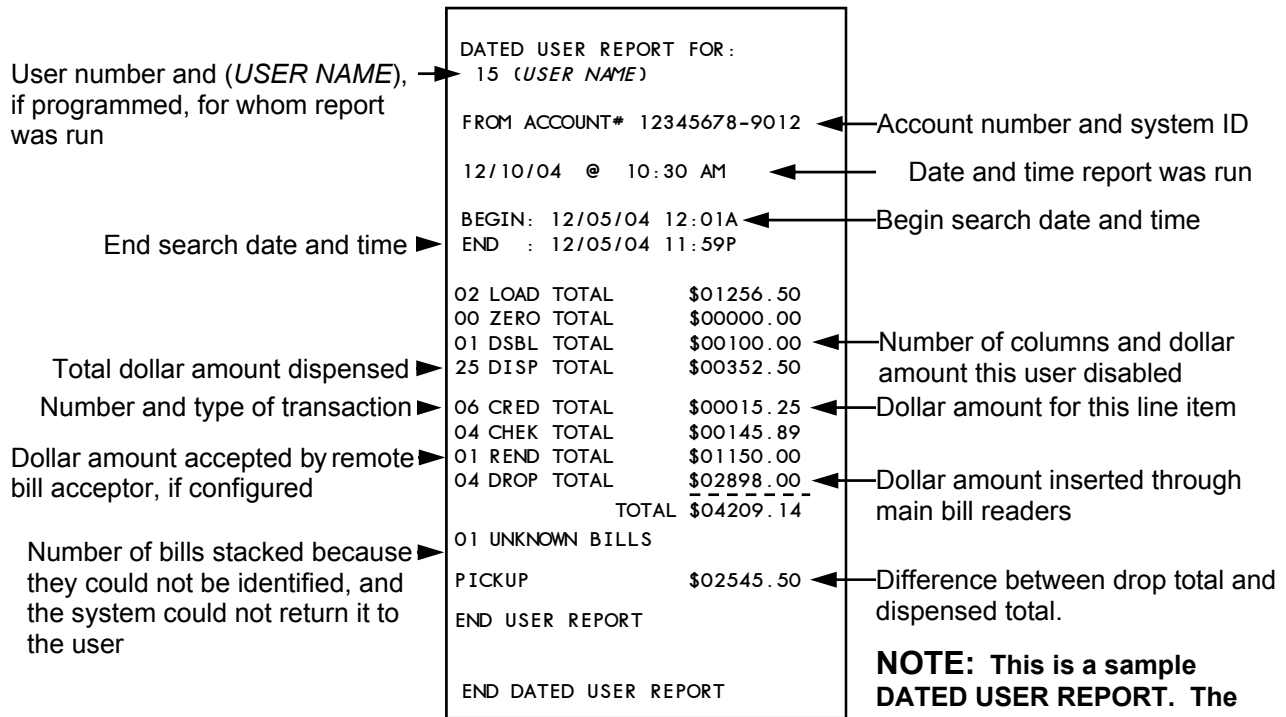 User number and (USER NAME),
if programmed, for whom report
was run
End search date and time
Total dollar amount dispensed
Number and type of transaction
Dollar amount accepted by remote
bill acceptor, if configured
Number of bills stacked because
they could not be identified, and
the system could not return it to
the user
DATED USER REPORT FOR:
15 (USER NAME)
FROM ACCOUNT# 12345678-9012
12/10/04 @ 10:30 AM
BEGIN: 12/05/04 12:01A
END : 12/05/04 11:59P
02 LOAD TOTAL $01256.50
00 ZERO TOTAL $00000.00
01 DSBL TOTAL $00100.00
25 DISP TOTAL $00352.50
06 CRED TOTAL $00015.25
04 CHEK TOTAL $00145.89
01 REND TOTAL $01150.00
04 DROP TOTAL $02898.00
TOTAL $04209.14
01 UNKNOWN BILLS
PICKUP $02545.50
END USER REPORT
END DATED USER REPORT
Account number and system ID
Date and time report was run
Begin search date and time
Number of columns and dollar
amount this user disabled
Dollar amount for this line item
Dollar amount inserted through
main bill readers
Difference between drop total and
dispensed total.
NOTE: This is a sample
DATED USER REPORT. The